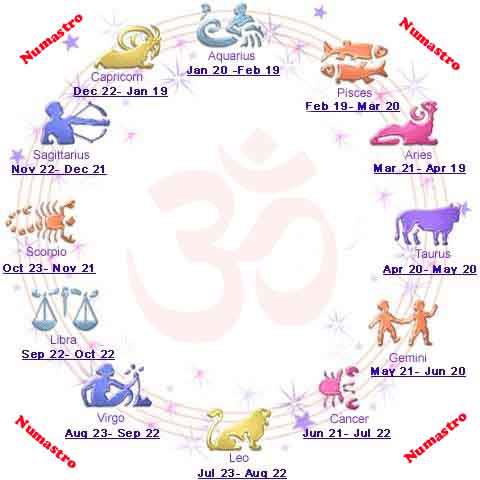 Numastro
Numastro
Aquarius
Jan 20 -Feb 19
Capricorn
Dec 22- Jan 19
Pisces
Feb 19- Mar 20
Sagittarius
Nov 22- Dec 21
Aries
Mar 21- Apr 19
Scorpio
Oct 23- Nov 21
ॐ
Taurus
Apr 20- May 20
Libra
Sep 22- Oct 22
Gemini
May 21- Jun 20
Virgo
Aug 23- Sep 22
Cancer
Jun 21- Jul 22
Leo
Jul 23- Aug 22
Numastro
Numastro